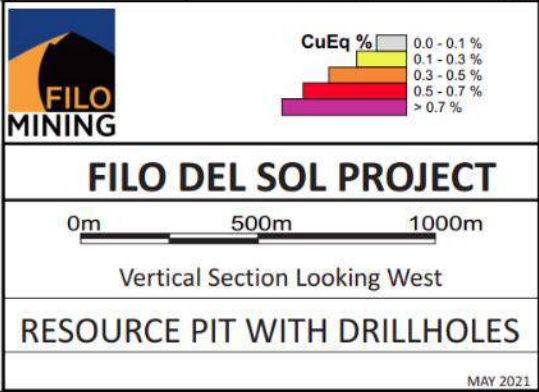 FILO
MINING
CuEq %
0.0 - 0.1 %
0.1 - 0.3 %
0.3 - 0.5 %
0.5 - 0.7 %
> 0.7 %
FILO DEL SOL PROJECT
0m 500m 1000m
Vertical Section Looking West
RESOURCE PIT WITH DRILLHOLES
MAY 2021